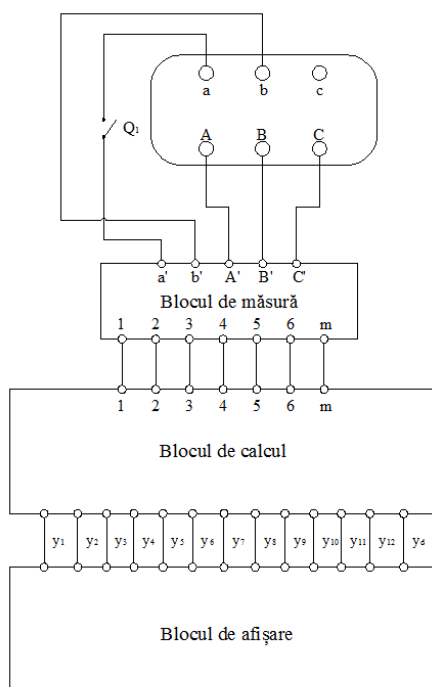 a b c
Q₁
A B C
a' b' A' B' C'
Blocul de măsură
1 2 3 4 5 6 m
1 2 3 4 5 6 m
Blocul de calcul
y₁ y₂ y₃ y₄ y₅ y₆ y₇ y₈ y₉ y₁₀ y₁₁ y₁₂ y_d
Blocul de afișare